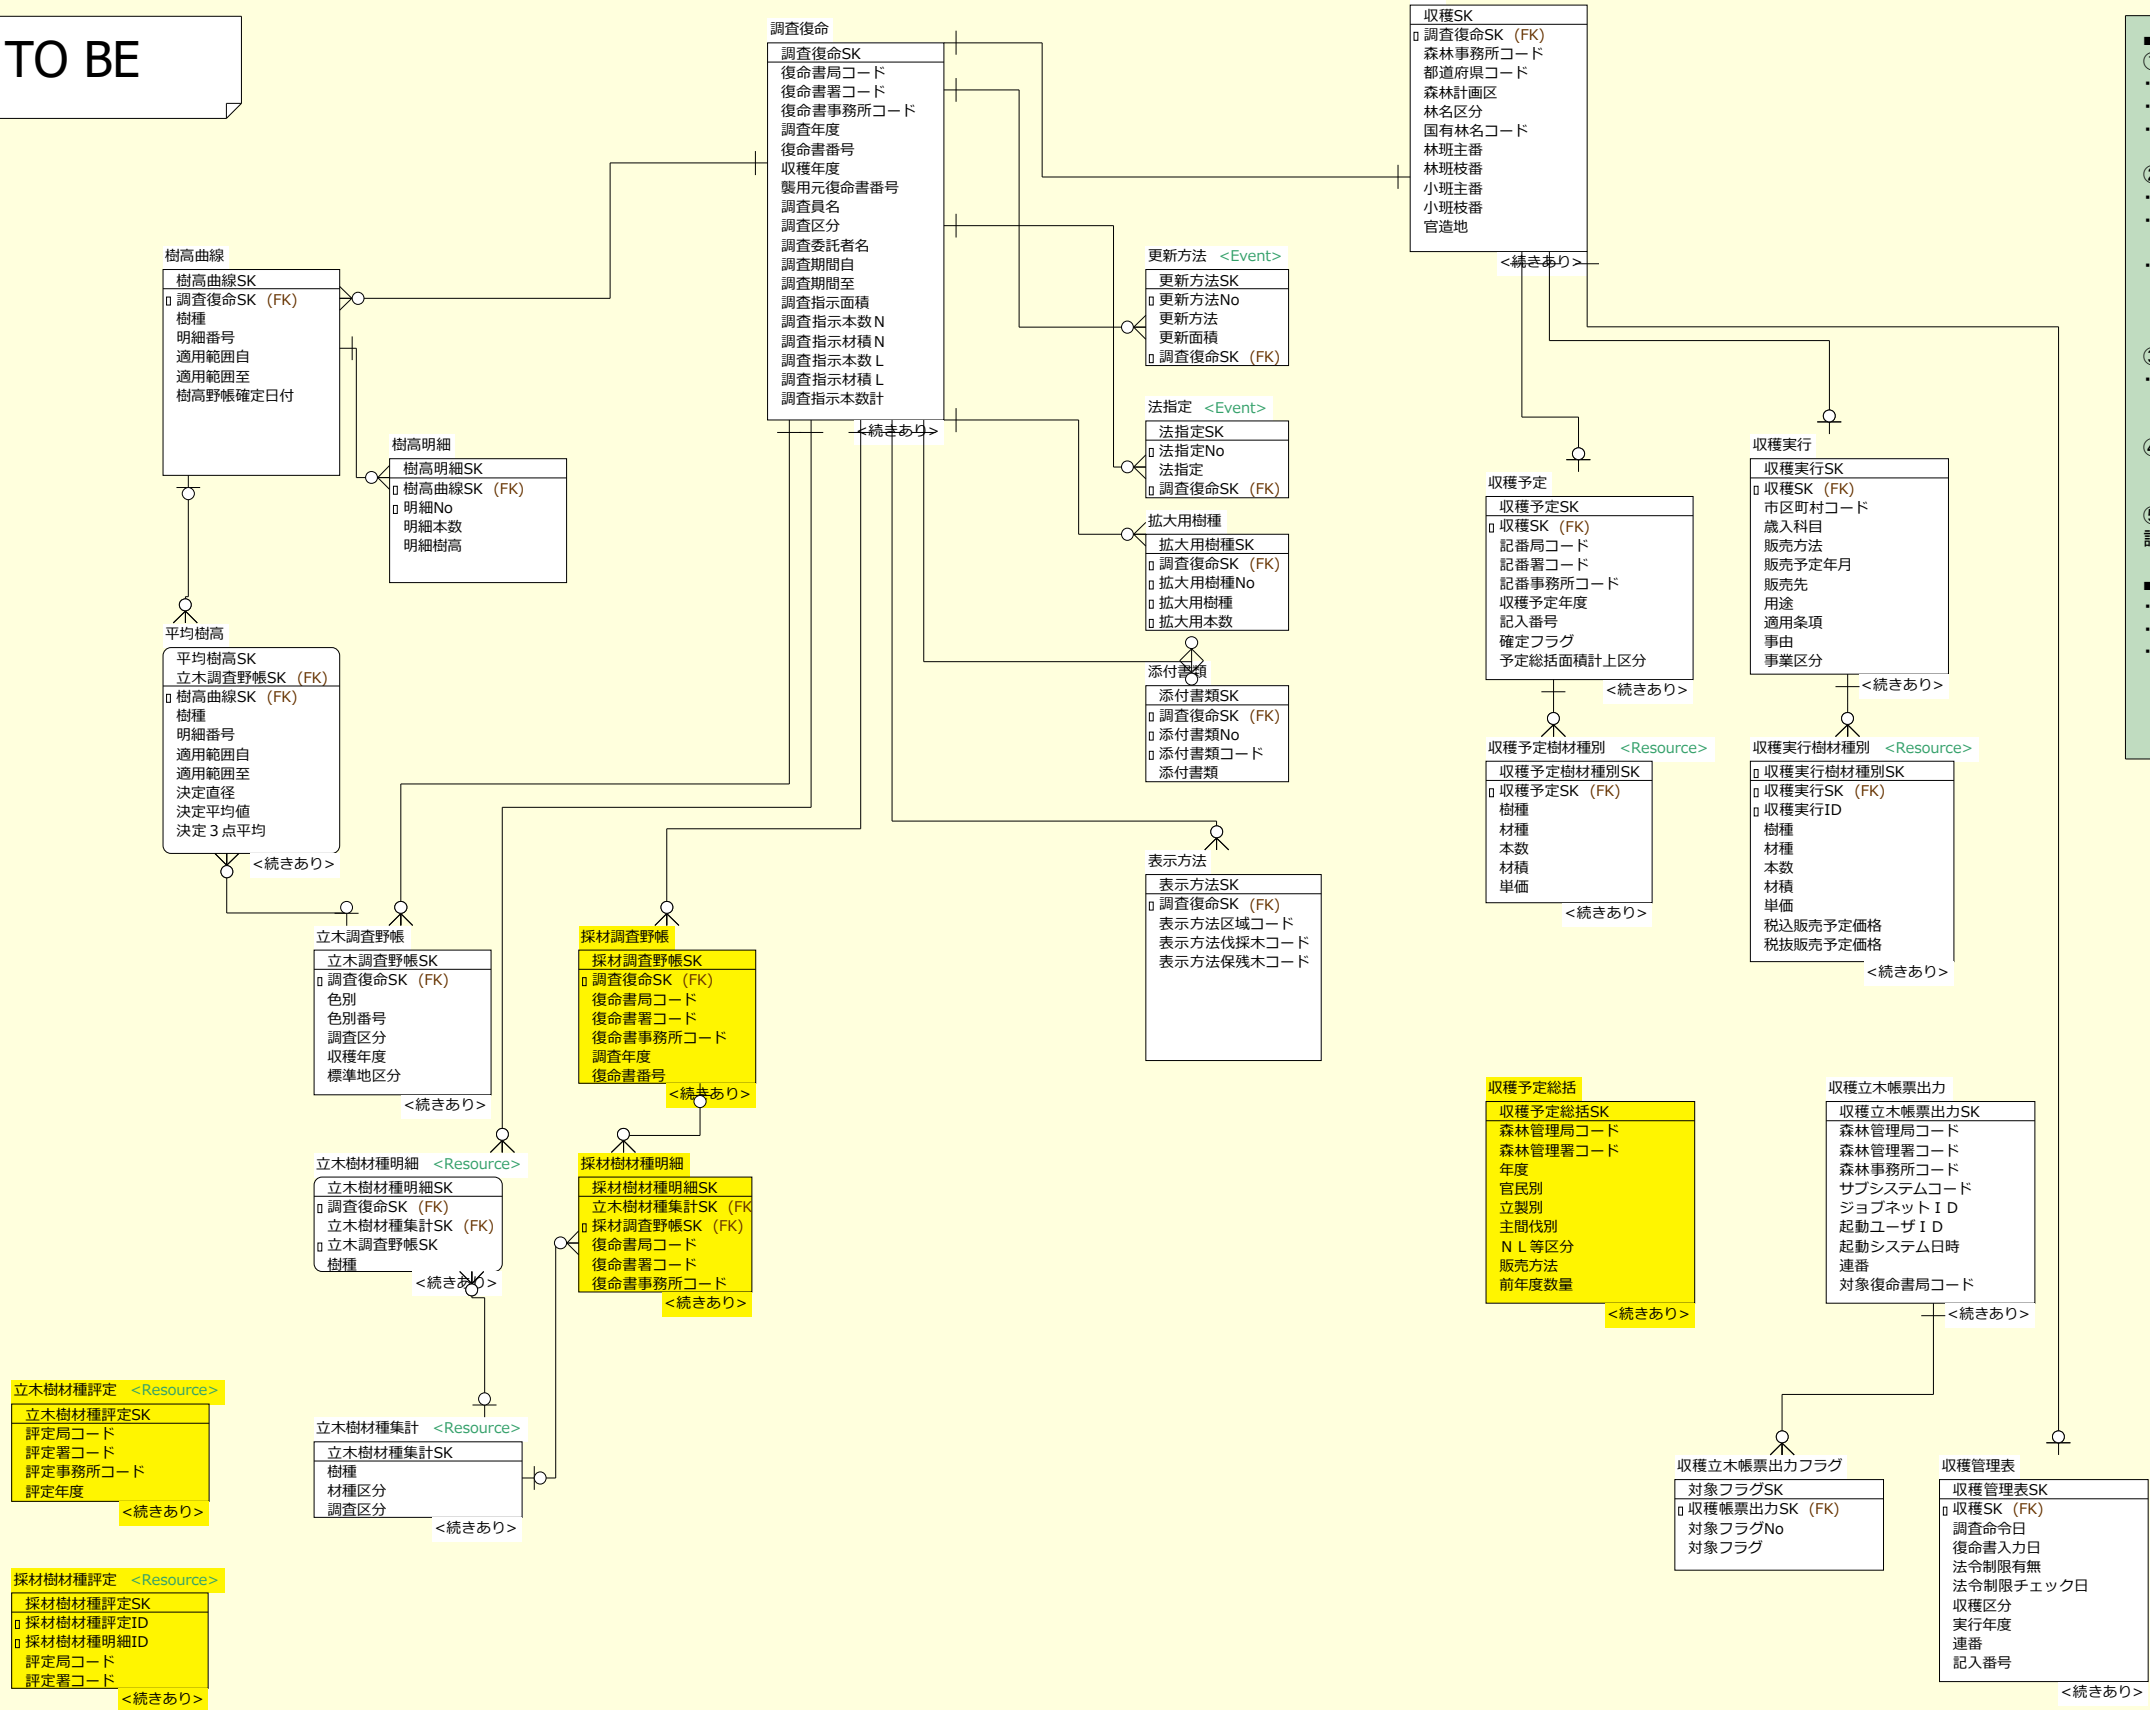 TO BE
調査復命
調査復命SK
復命書局コード
復命書署コード
復命書事務所コード
調査年度
復命書番号
収穫年度
襲用元復命書番号
調査員名
調査区分
調査委託者名
調査期間自
調査期間至
調査指示面積
調査指示本数N
調査指示材積N
調査指示本数L
調査指示材積L
調査指示本数計
<続きあり>
収穫SK
調査復命SK (FK)
森林事務所コード
都道府県コード
森林計画区
林名区分
国有林名コード
林班主番
林班枝番
小班主番
小班枝番
官造地
<続きあり>
樹高曲線
樹高曲線SK
調査復命SK (FK)
樹種
明細番号
適用範囲自
適用範囲至
樹高野帳確定日付
樹高明細
樹高明細SK
樹高曲線SK (FK)
明細No
明細本数
明細樹高
更新方法 <Event>
更新方法SK
更新方法No
更新方法
更新面積
調査復命SK (FK)
法指定 <Event>
法指定SK
法指定No
法指定
調査復命SK (FK)
拡大用樹種
拡大用樹種SK
調査復命SK (FK)
拡大用樹種No
拡大用樹種
拡大用本数
添付書類
添付書類SK
調査復命SK (FK)
添付書類No
添付書類コード
添付書類
表示方法
表示方法SK
調査復命SK (FK)
表示方法区域コード
表示方法伐採木コード
表示方法保残木コード
収穫予定
収穫予定SK
収穫SK (FK)
記番局コード
記番署コード
記番事務所コード
収穫予定年度
記入番号
確定フラグ
予定総括面積計上区分
<続きあり>
収穫実行
収穫実行SK
収穫SK (FK)
市区町村コード
歳入科目
販売方法
販売予定年月
販売先
用途
適用条項
事由
事業区分
<続きあり>
収穫予定樹材種別 <Resource>
収穫予定樹材種別SK
収穫予定SK (FK)
樹種
材種
本数
材積
単価
<続きあり>
収穫実行樹材種別 <Resource>
収穫実行樹材種別SK
収穫実行SK (FK)
収穫実行ID
樹種
材種
本数
材積
単価
税込販売予定価格
税抜販売予定価格
<続きあり>
平均樹高
平均樹高SK
立木調査野帳SK (FK)
樹高曲線SK (FK)
樹種
明細番号
適用範囲自
適用範囲至
決定直径
決定平均値
決定3点平均
<続きあり>
立木調査野帳
立木調査野帳SK
調査復命SK (FK)
色別
色別番号
調査区分
収穫年度
標準地区分
<続きあり>
採材調査野帳
採材調査野帳SK
調査復命SK (FK)
復命書局コード
復命書署コード
復命書事務所コード
調査年度
復命書番号
<続きあり>
立木樹材種明細 <Resource>
立木樹材種明細SK
調査復命SK (FK)
立木樹材種集計SK (FK)
立木調査野帳SK
樹種
<続きあり>
採材樹材種明細
採材樹材種明細SK
立木樹材種集計SK (FK
採材調査野帳SK (FK)
復命書局コード
復命書署コード
復命書事務所コード
<続きあり>
収穫予定総括
収穫予定総括SK
森林管理局コード
森林管理署コード
年度
官民別
立製別
主間伐別
NL等区分
販売方法
前年度数量
<続きあり>
収穫立木帳票出力
収穫立木帳票出力SK
森林管理局コード
森林管理署コード
森林事務所コード
サブシステムコード
ジョブネットID
起動ユーザID
起動システム日時
連番
対象復命書局コード
<続きあり>
立木樹材種評定 <Resource>
立木樹材種評定SK
評定局コード
評定署コード
評定事務所コード
評定年度
<続きあり>
立木樹材種集計 <Resource>
立木樹材種集計SK
樹種
材種区分
調査区分
<続きあり>
収穫立木帳票出力フラグ
対象フラグSK
収穫帳票出力SK (FK)
対象フラグNo
対象フラグ
収穫管理表
収穫管理表SK
収穫SK (FK)
調査命令日
復命書入力日
法令制限有無
法令制限チェック日
収穫区分
実行年度
連番
記入番号
<続きあり>
採材樹材種評定 <Resource>
採材樹材種評定SK
採材樹材種評定ID
採材樹材種明細ID
評定局コード
評定署コード
<続きあり>